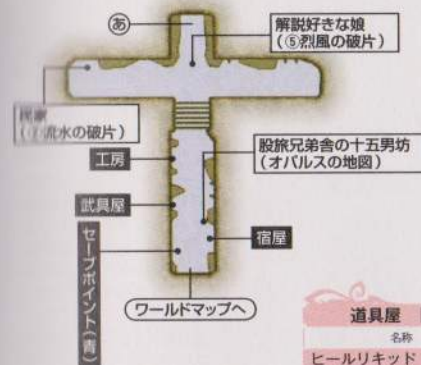 あ
解説好きな娘
(⑤烈風の破片)
民家
流水の破片)
工房
股旅兄弟舎の十五男坊
(オパルスの地図)
武具屋
宿屋
セーブポイント(青)
ワールドマップへ
道具屋
名称
ヒールリキッド